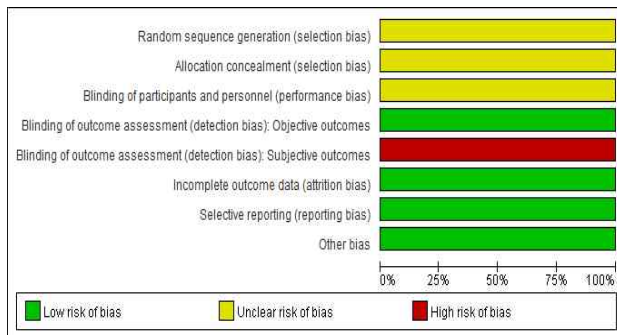 Random sequence generation (selection bias)
Allocation concealment (selection bias)
Blinding of participants and personnel (performance bias)
Blinding of outcome assessment (detection bias): Objective outcomes
Blinding of outcome assessment (detection bias): Subjective outcomes
Incomplete outcome data (attrition bias)
Selective reporting (reporting bias)
Other bias
0% 25% 50% 75% 100%
Low risk of bias Unclear risk of bias High risk of bias